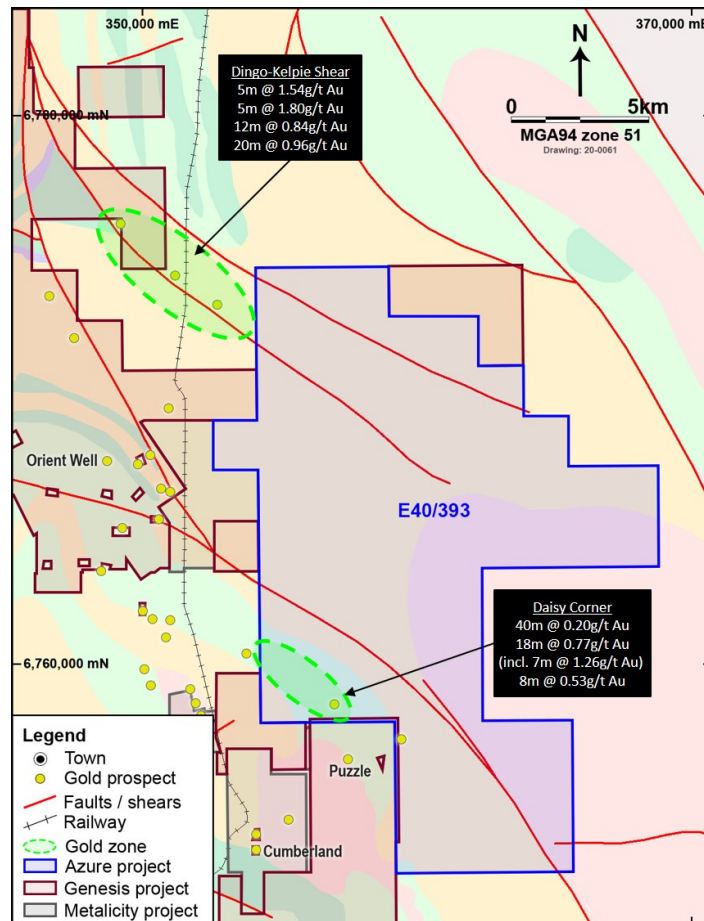 350,000 mE
370,000 mE
Dingo-Kelpie Shear
5m @ 1.54g/t Au
5m @ 1.80g/t Au
12m @ 0.84g/t Au
20m @ 0.96g/t Au
N
0 5km
MGA94 zone 51
Drawing: 20-0061
6,780,000 mN
Orient Well
E40/393
Daisy Corner
40m @ 0.20g/t Au
18m @ 0.77g/t Au
(incl. 7m @ 1.26g/t Au)
8m @ 0.53g/t Au
6,760,000 mN
Puzzle
Cumberland
Legend
Town
Gold prospect
Faults / shears
Railway
Gold zone
Azure project
Genesis project
Metalicity project